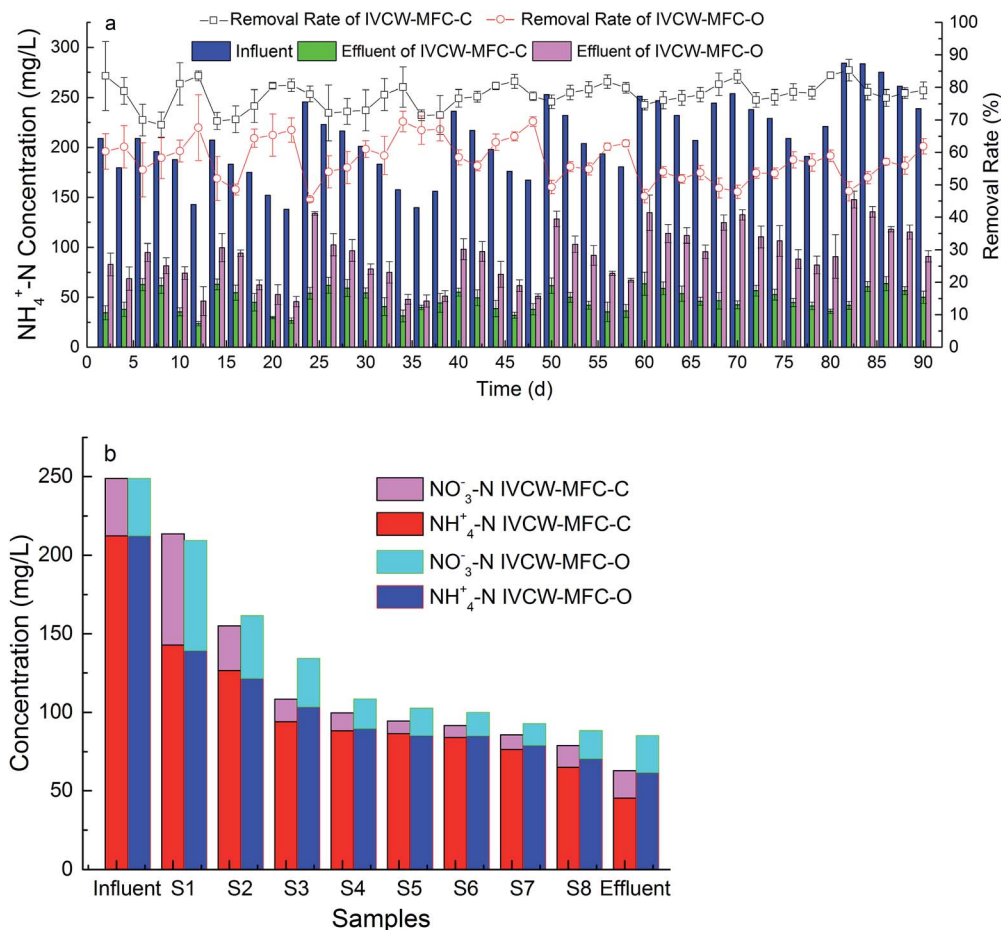 a
Removal Rate of IVCW-MFC-C
Removal Rate of IVCW-MFC-O
Influent
Effluent of IVCW-MFC-C
Effluent of IVCW-MFC-O
NH₄⁺-N Concentration (mg/L)
300
250
200
150
100
50
0
100
90
80
70
60
50
40
30
20
10
0
Removal Rate (%)
0 5 10 15 20 25 30 35 40 45 50 55 60 65 70 75 80 85 90
Time (d)
b
NO⁻₃-N IVCW-MFC-C
NH⁺₄-N IVCW-MFC-C
NO⁻₃-N IVCW-MFC-O
NH⁺₄-N IVCW-MFC-O
Concentration (mg/L)
250
200
150
100
50
0
Influent S1 S2 S3 S4 S5 S6 S7 S8 Effluent
Samples